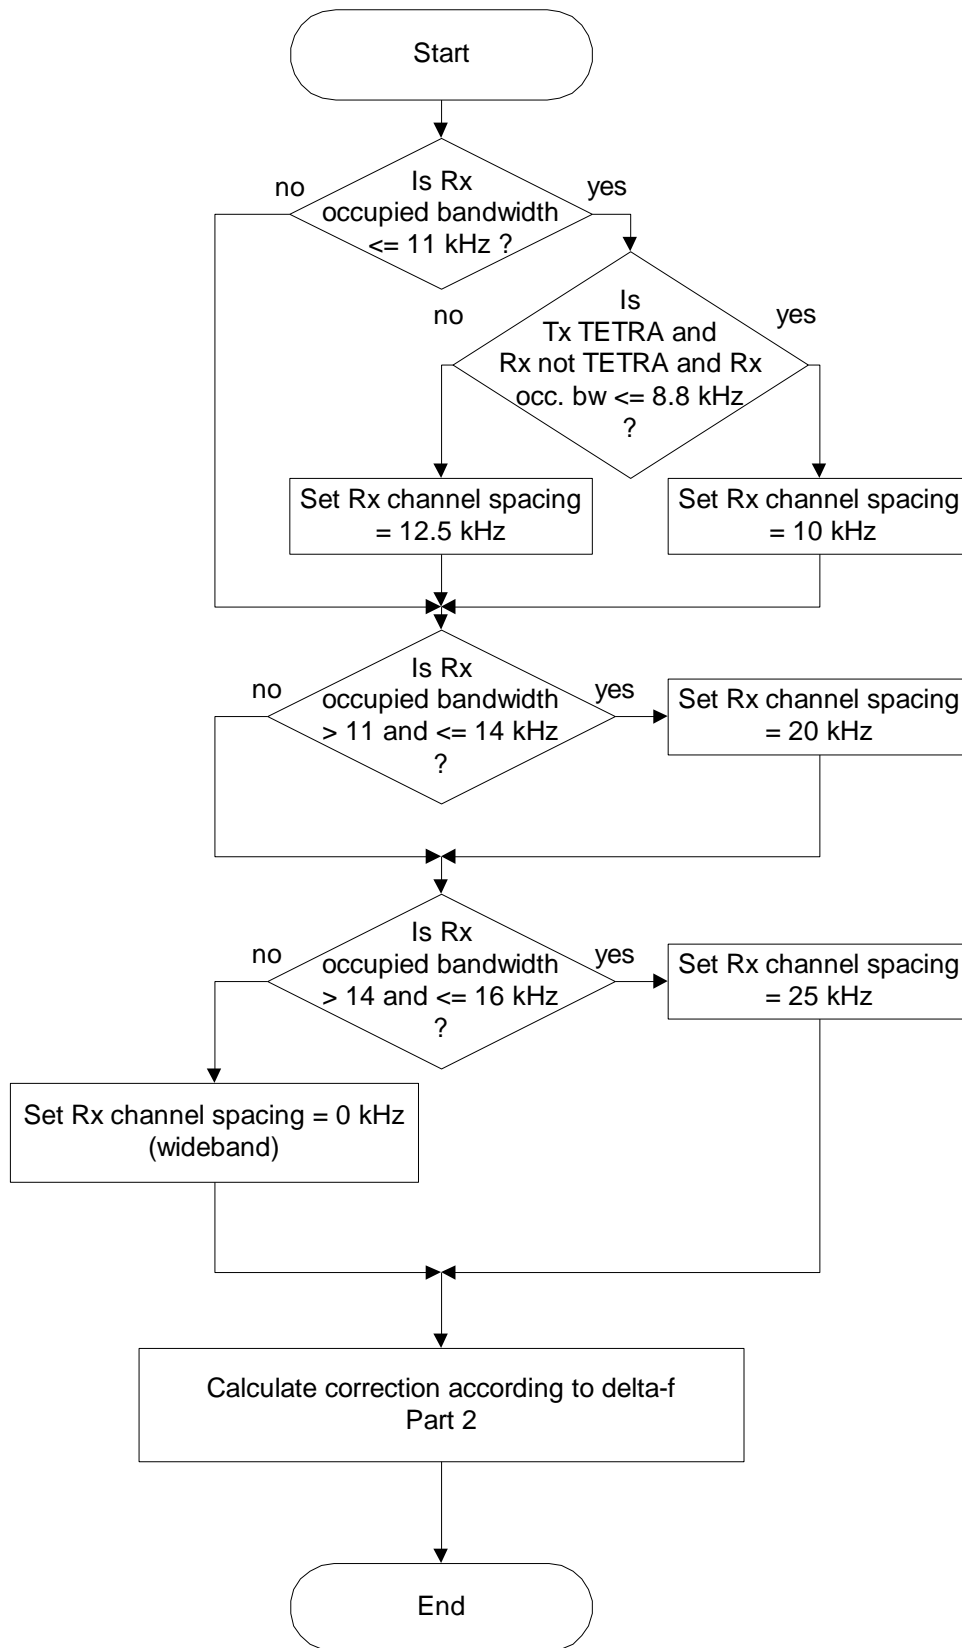 Start
no
Is Rx
yes
occupied bandwidth
<= 11 kHz ?
no
Is
yes
Tx TETRA and
Rx not TETRA and Rx
occ. bw <= 8.8 kHz
?
Set Rx channel spacing
= 12.5 kHz
Set Rx channel spacing
= 10 kHz
no
Is Rx
occupied bandwidth
> 11 and <= 14 kHz
?
yes
Set Rx channel spacing
= 20 kHz
no
Is Rx
occupied bandwidth
> 14 and <= 16 kHz
?
yes
Set Rx channel spacing
= 25 kHz
Set Rx channel spacing = 0 kHz
(wideband)
Calculate correction according to delta-f
Part 2
End